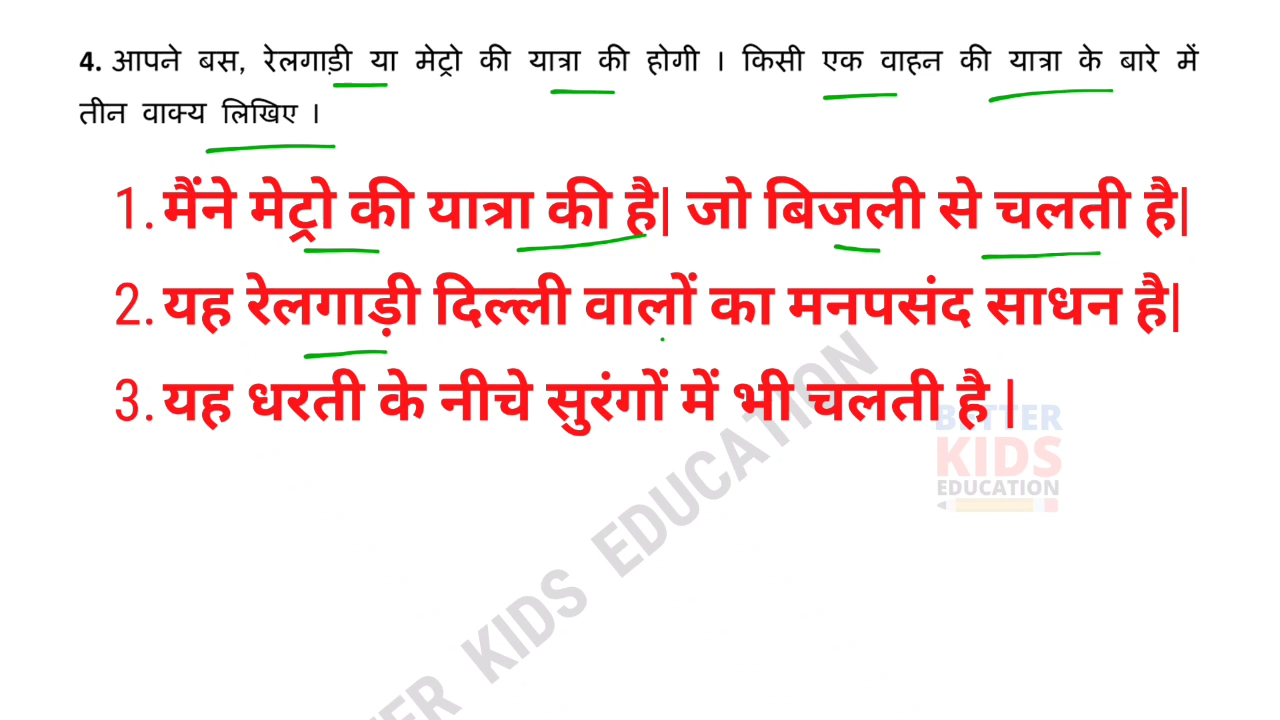 4. आपने बस, रेलगाड़ी या मेट्रो की यात्रा की होगी । किसी एक वाहन की यात्रा के बारे में
तीन वाक्य लिखिए ।
1. मैंने मेट्रो की यात्रा की है| जो बिजली से चलती है|
2. यह रेलगाड़ी दिल्ली वालों का मनपसंद साधन है|
3. यह धरती के नीचे सुरंगों में भी चलती है |
BETTER
KIDS
EDUCATION
KIDS EDUCATION